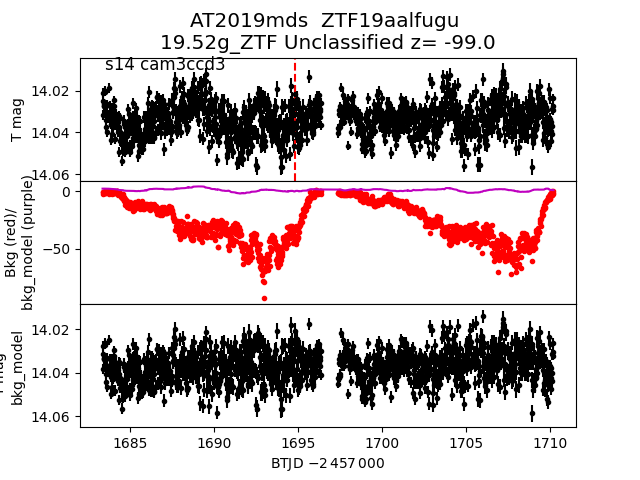 AT2019mds  ZTF19aalfugu
19.52g_ZTF Unclassified z= -99.0
s14 cam3ccd3
T mag
14.02
14.04
14.06
Bkg (red)/
bkg_model (purple)
0
−50
bkg_model
14.02
14.04
14.06
1685 1690 1695 1700 1705 1710
BTJD −2 457 000